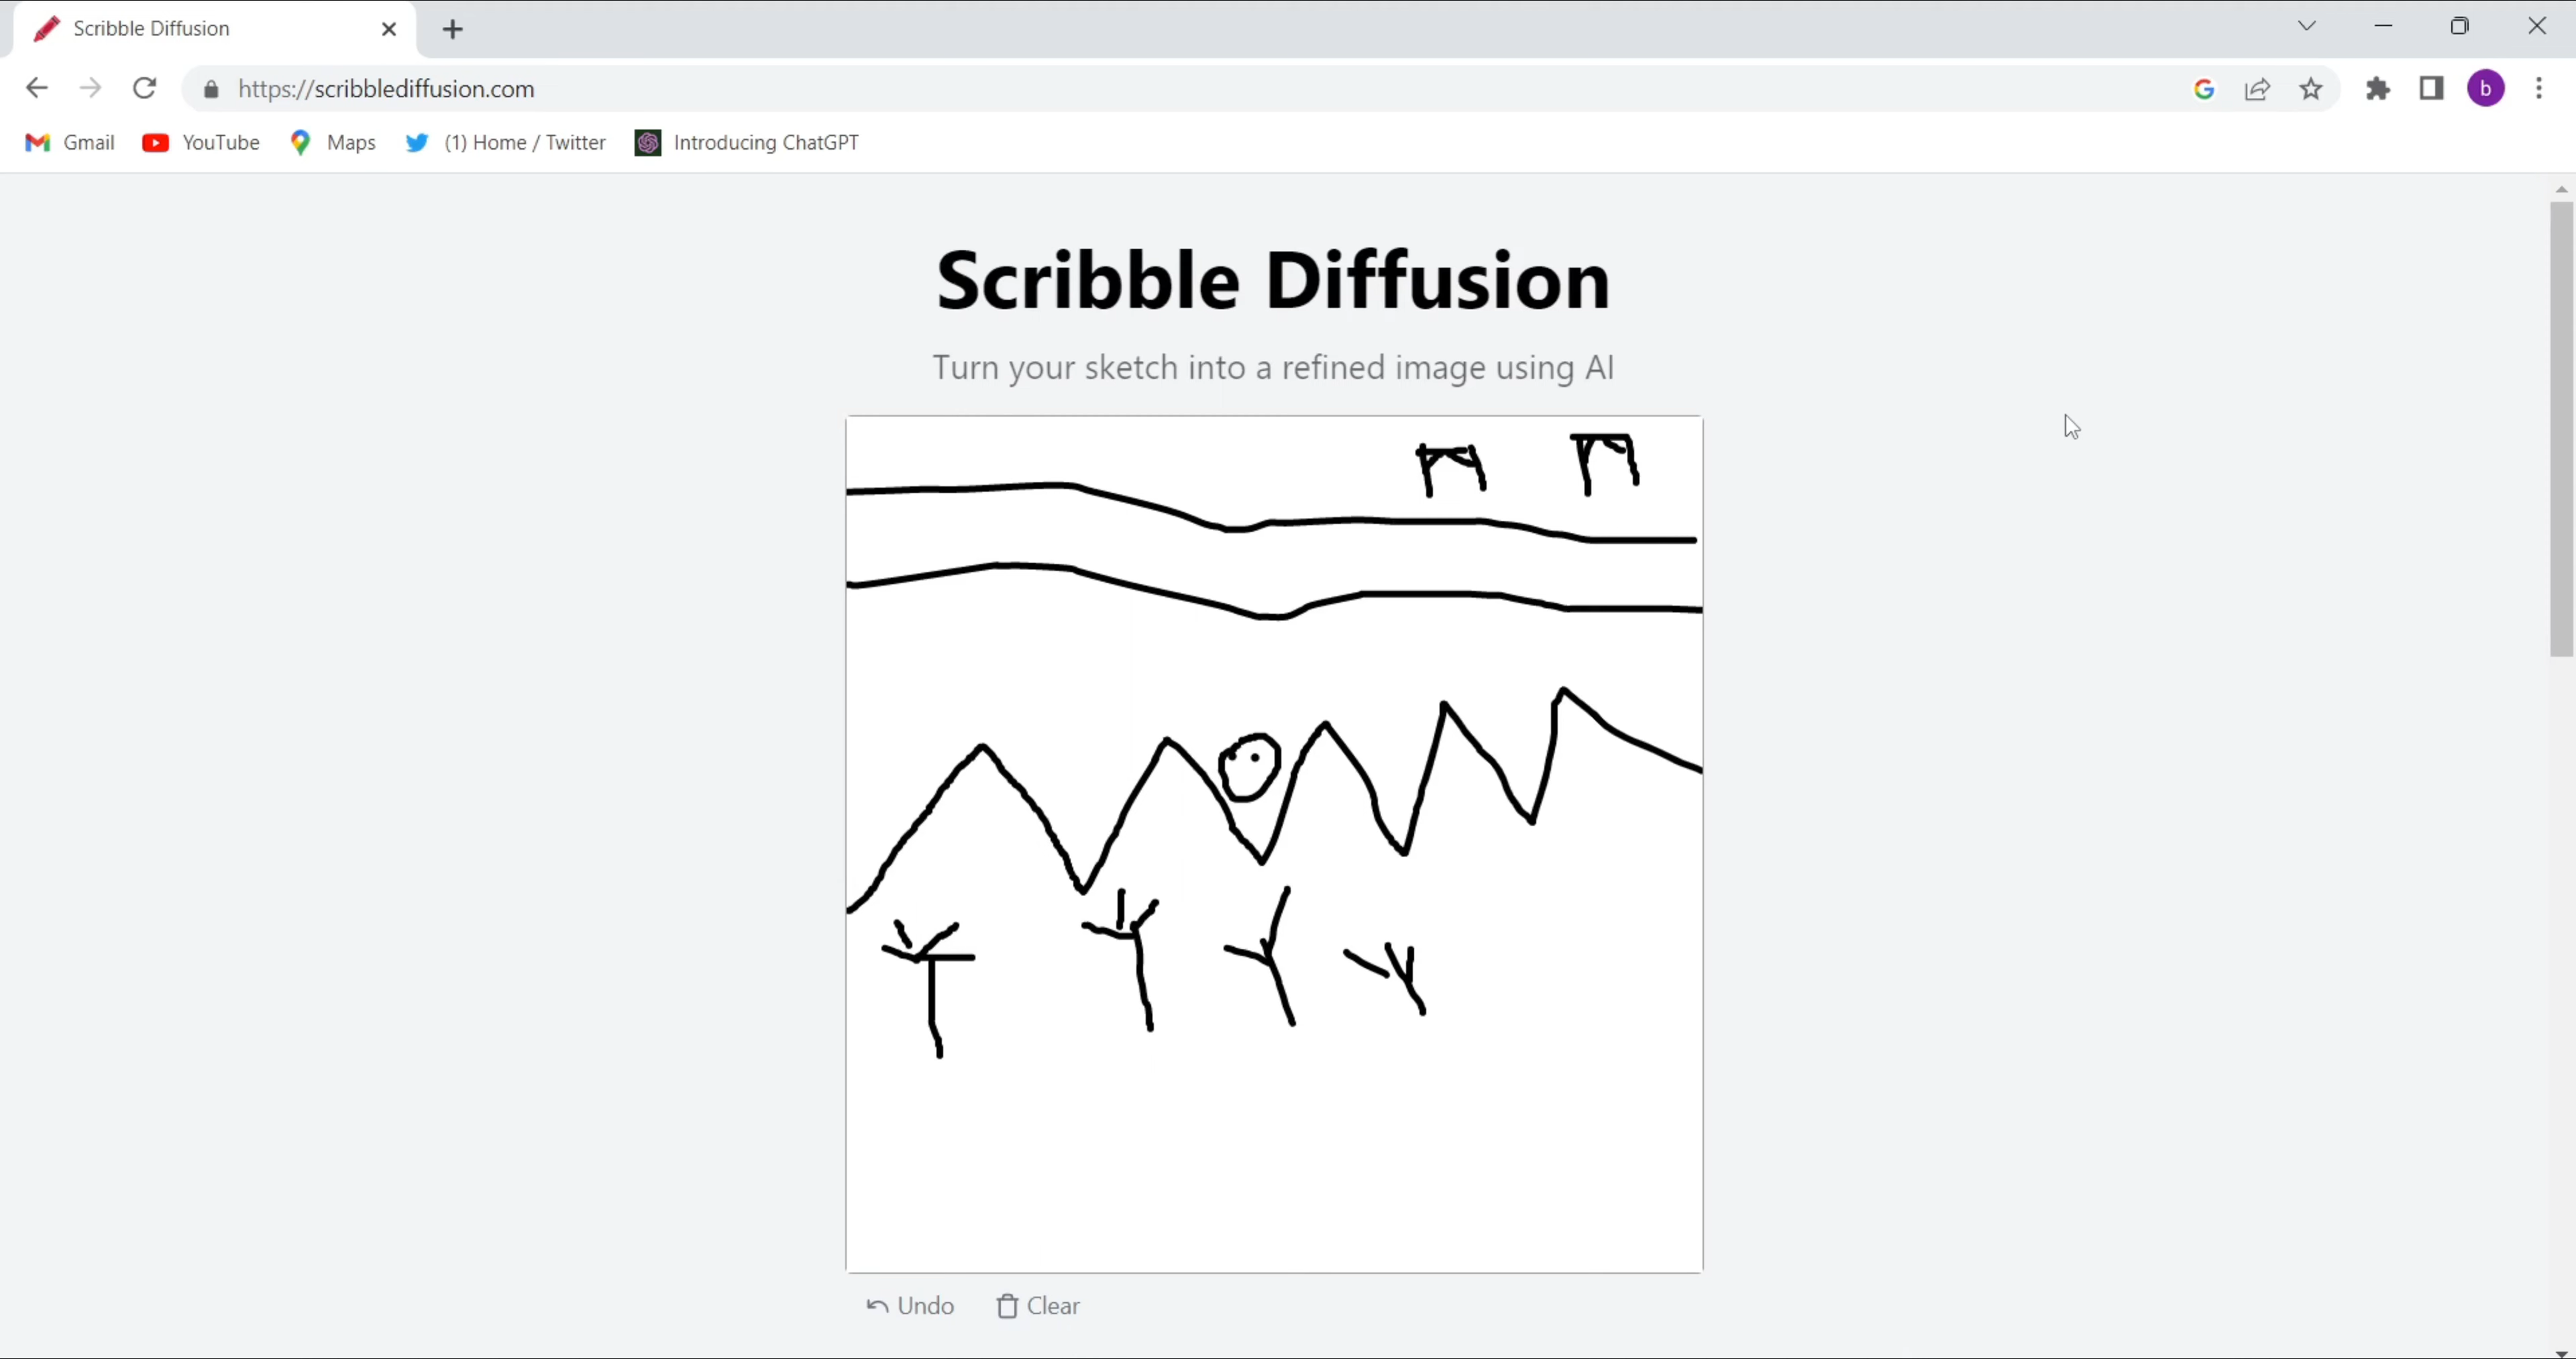 Scribble Diffusion
https://scribblediffusion.com
b
Gmail YouTube Maps (1) Home / Twitter Introducing ChatGPT
Scribble Diffusion
Turn your sketch into a refined image using AI
Undo Clear